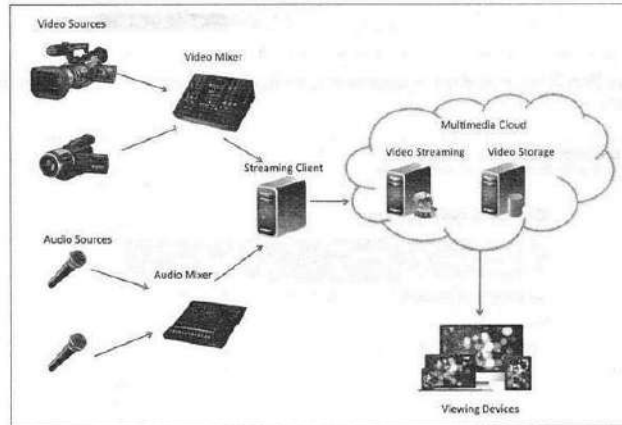 Video Sources
Video Mixer
Multimedia Cloud
Video Streaming
Video Storage
Streaming Client
Audio Sources
Audio Mixer
Viewing Devices